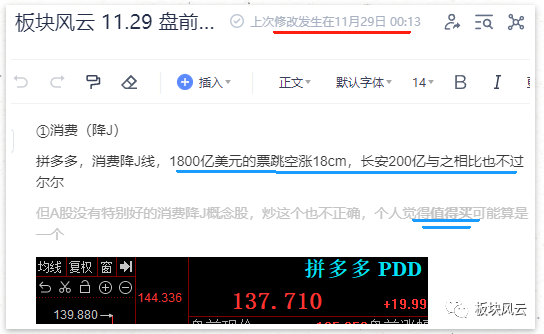 板块风云 11.29 盘前...
上次修改发生在11月29日 00:13
插入 正文 默认字体 14 B I
①消费（降J）
拼多多，消费降J线，1800亿美元的票跳空涨18cm，长安200亿与之相比也不过
尔尔
但A股没有特别好的消费降J概念股，炒这个也不正确，个人觉得值得买可能算是
一个
均线 复权 窗
拼多多 PDD
144.336
137.710
+19.99
139.880
板块风云